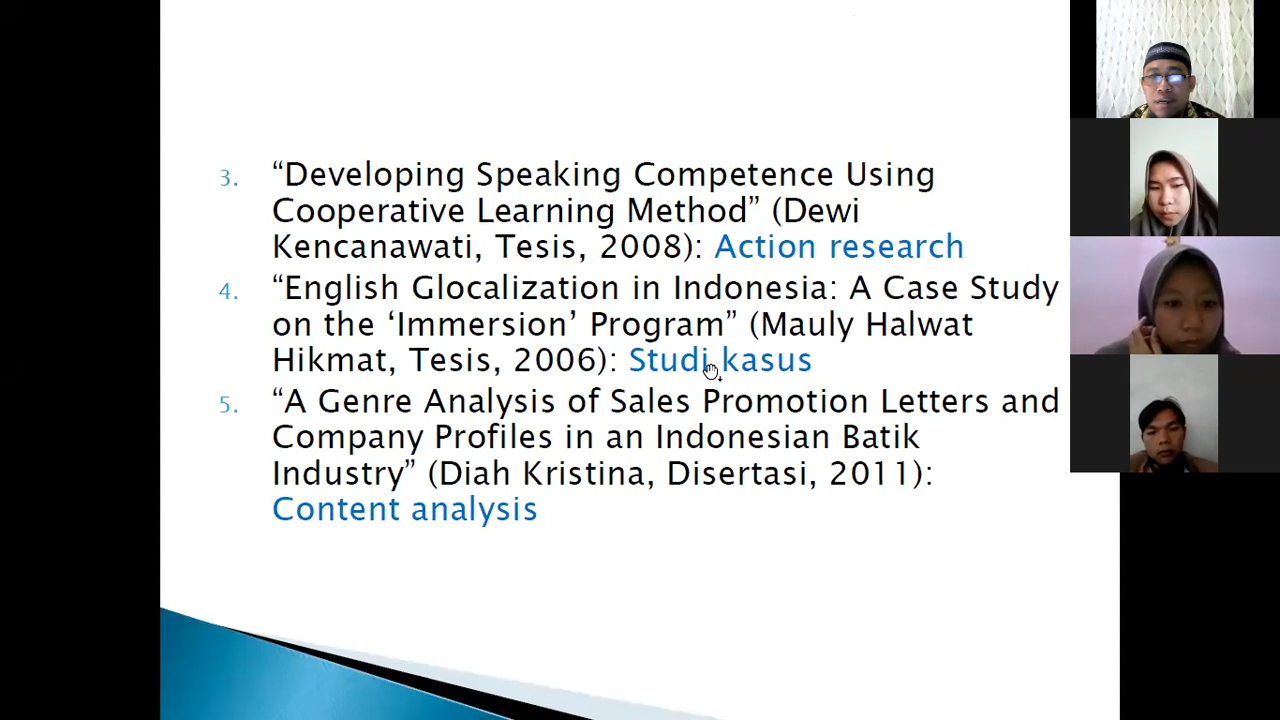 3. “Developing Speaking Competence Using
Cooperative Learning Method” (Dewi
Kencanawati, Tesis, 2008): Action research
4. “English Glocalization in Indonesia: A Case Study
on the ‘Immersion’ Program” (Mauly Halwat
Hikmat, Tesis, 2006): Studi kasus
5. “A Genre Analysis of Sales Promotion Letters and
Company Profiles in an Indonesian Batik
Industry” (Diah Kristina, Disertasi, 2011):
Content analysis